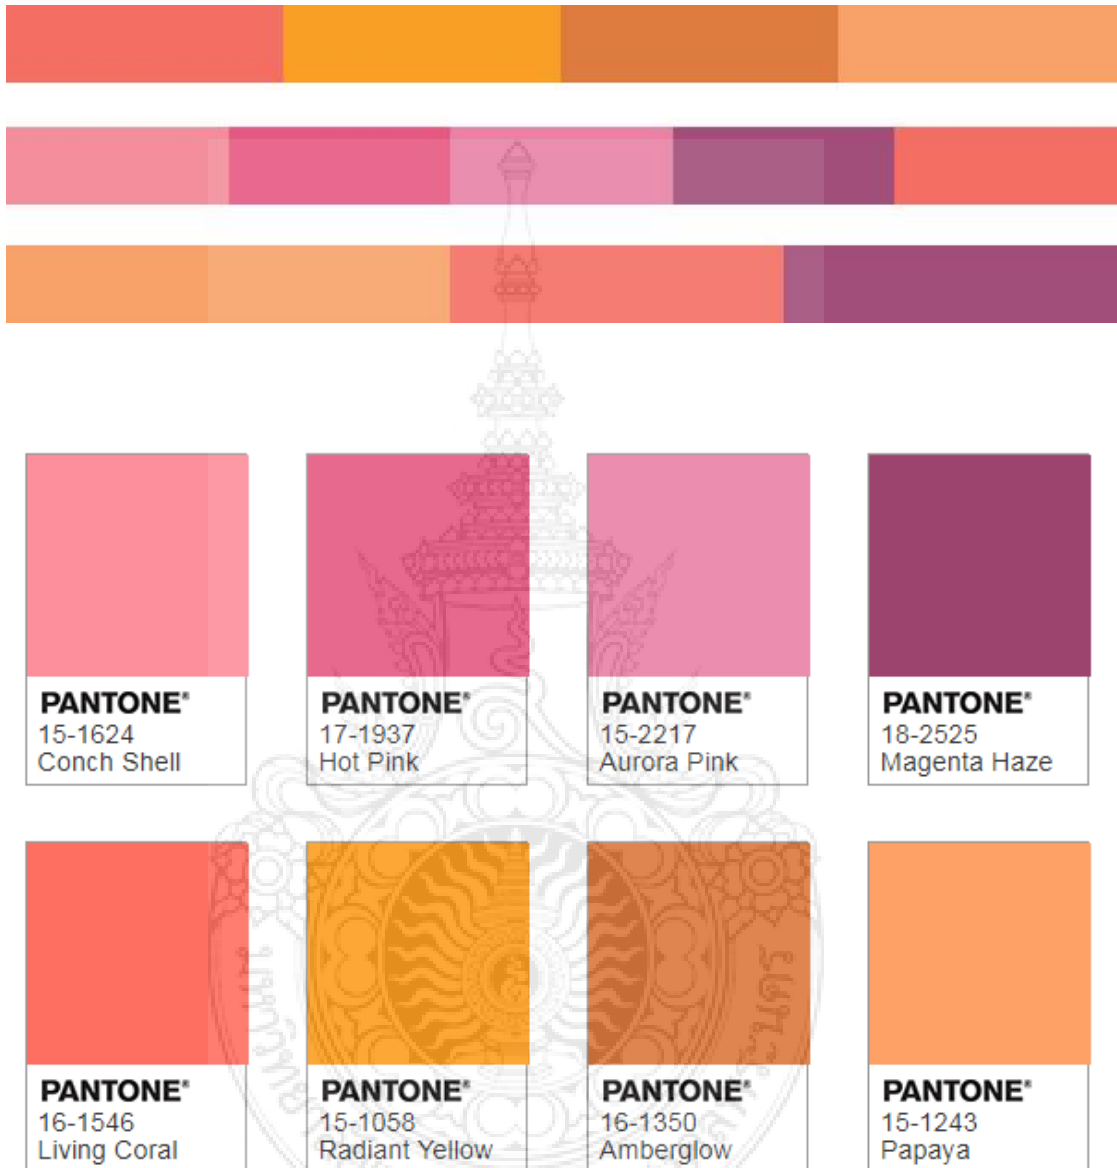 PANTONE®
15-1624
Conch Shell
PANTONE®
17-1937
Hot Pink
PANTONE®
15-2217
Aurora Pink
PANTONE®
18-2525
Magenta Haze
PANTONE®
16-1546
Living Coral
PANTONE®
15-1058
Radiant Yellow
PANTONE®
16-1350
Amberglow
PANTONE®
15-1243
Papaya